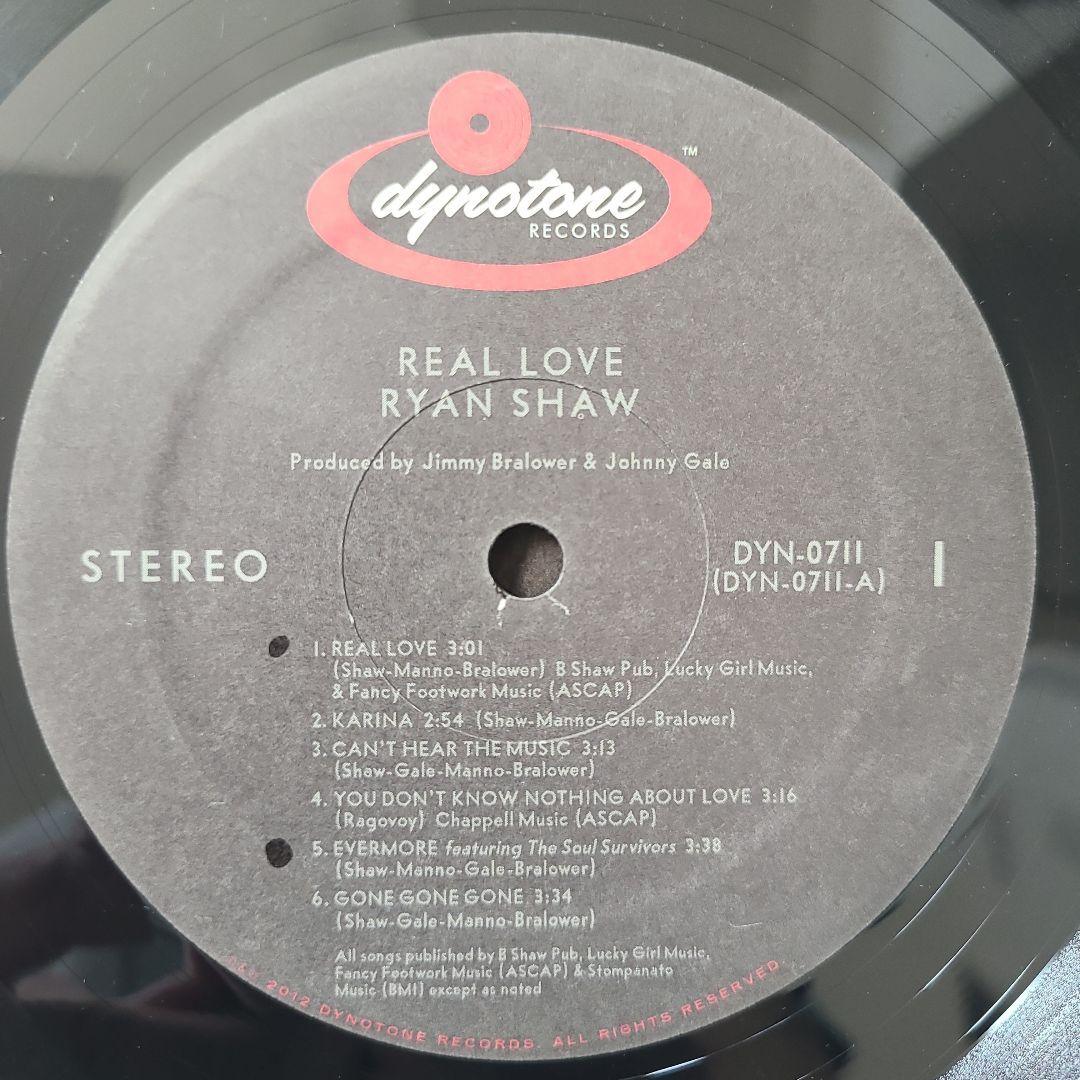 dynotone
TM
RECORDS
REAL LOVE
RYAN SHAW
Produced by Jimmy Bralower & Johnny Gale
STEREO
DYN-0711
(DYN-0711-A)
1
1. REAL LOVE 3:01
(Shaw-Manno-Bralower) B Shaw Pub, Lucky Girl Music,
& Fancy Footwork Music (ASCAP)
2. KARINA 2:54 (Shaw-Manno-Gale-Bralower)
3. CAN'T HEAR THE MUSIC 3:13
(Shaw-Gale-Manno-Bralower)
4. YOU DON'T KNOW NOTHING ABOUT LOVE 3:16
(Ragovoy) Chappell Music (ASCAP)
5. EVERMORE featuring The Soul Survivors 3:38
(Shaw-Manno-Gale-Bralower)
6. GONE GONE GONE 3:34
(Shaw-Gale-Manno-Bralower)
All songs published by B Shaw Pub, Lucky Girl Music,
Fancy Footwork Music (ASCAP) & Stompanato
Music (BMI) except as noted
2012 DYNOTONE RECORDS. ALL RIGHTS RESERVED.